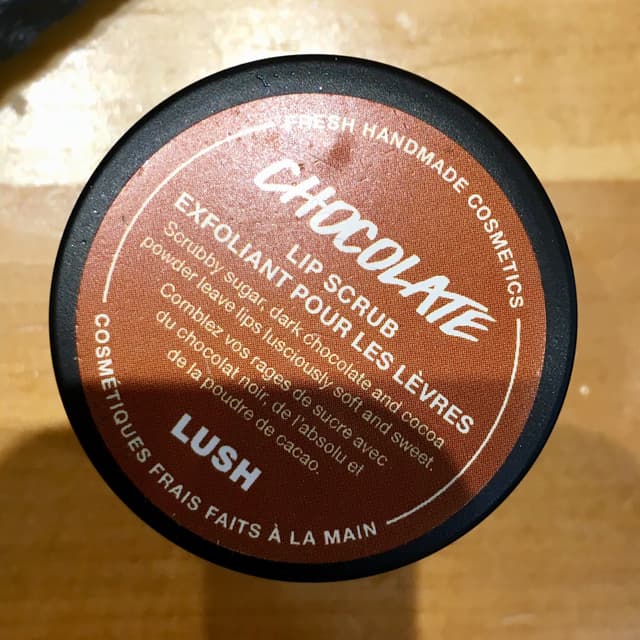 FRESH HANDMADE COSMETICS
CHOCOLATE
LIP SCRUB
EXFOLIANT POUR LES LÈVRES
Scrubby sugar, dark chocolate and cocoa
powder leave lips lusciously soft and sweet.
Comblez vos rages de sucre avec
du chocolat noir, de l'absolu et
de la poudre de cacao.
LUSH
COSMÉTIQUES FRAIS FAITS À LA MAIN